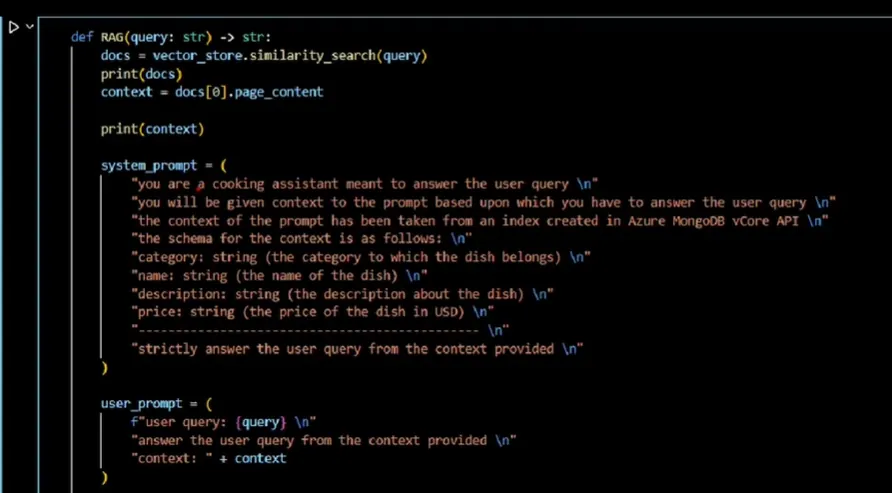 def RAG(query: str) -> str:
docs = vector_store.similarity_search(query)
print(docs)
context = docs[0].page_content
print(context)
system_prompt = (
"you are a cooking assistant meant to answer the user query \n"
"you will be given context to the prompt based upon which you have to answer the user query \n"
"the context of the prompt has been taken from an index created in Azure MongoDB vCore API \n"
"the schema for the context is as follows: \n"
"category: string (the category to which the dish belongs) \n"
"name: string (the name of the dish) \n"
"description: string (the description about the dish) \n"
"price: string (the price of the dish in USD) \n"
"---------------------------------------------- \n"
"strictly answer the user query from the context provided \n"
)
user_prompt = (
f"user query: {query} \n"
"answer the user query from the context provided \n"
"context: " + context
)